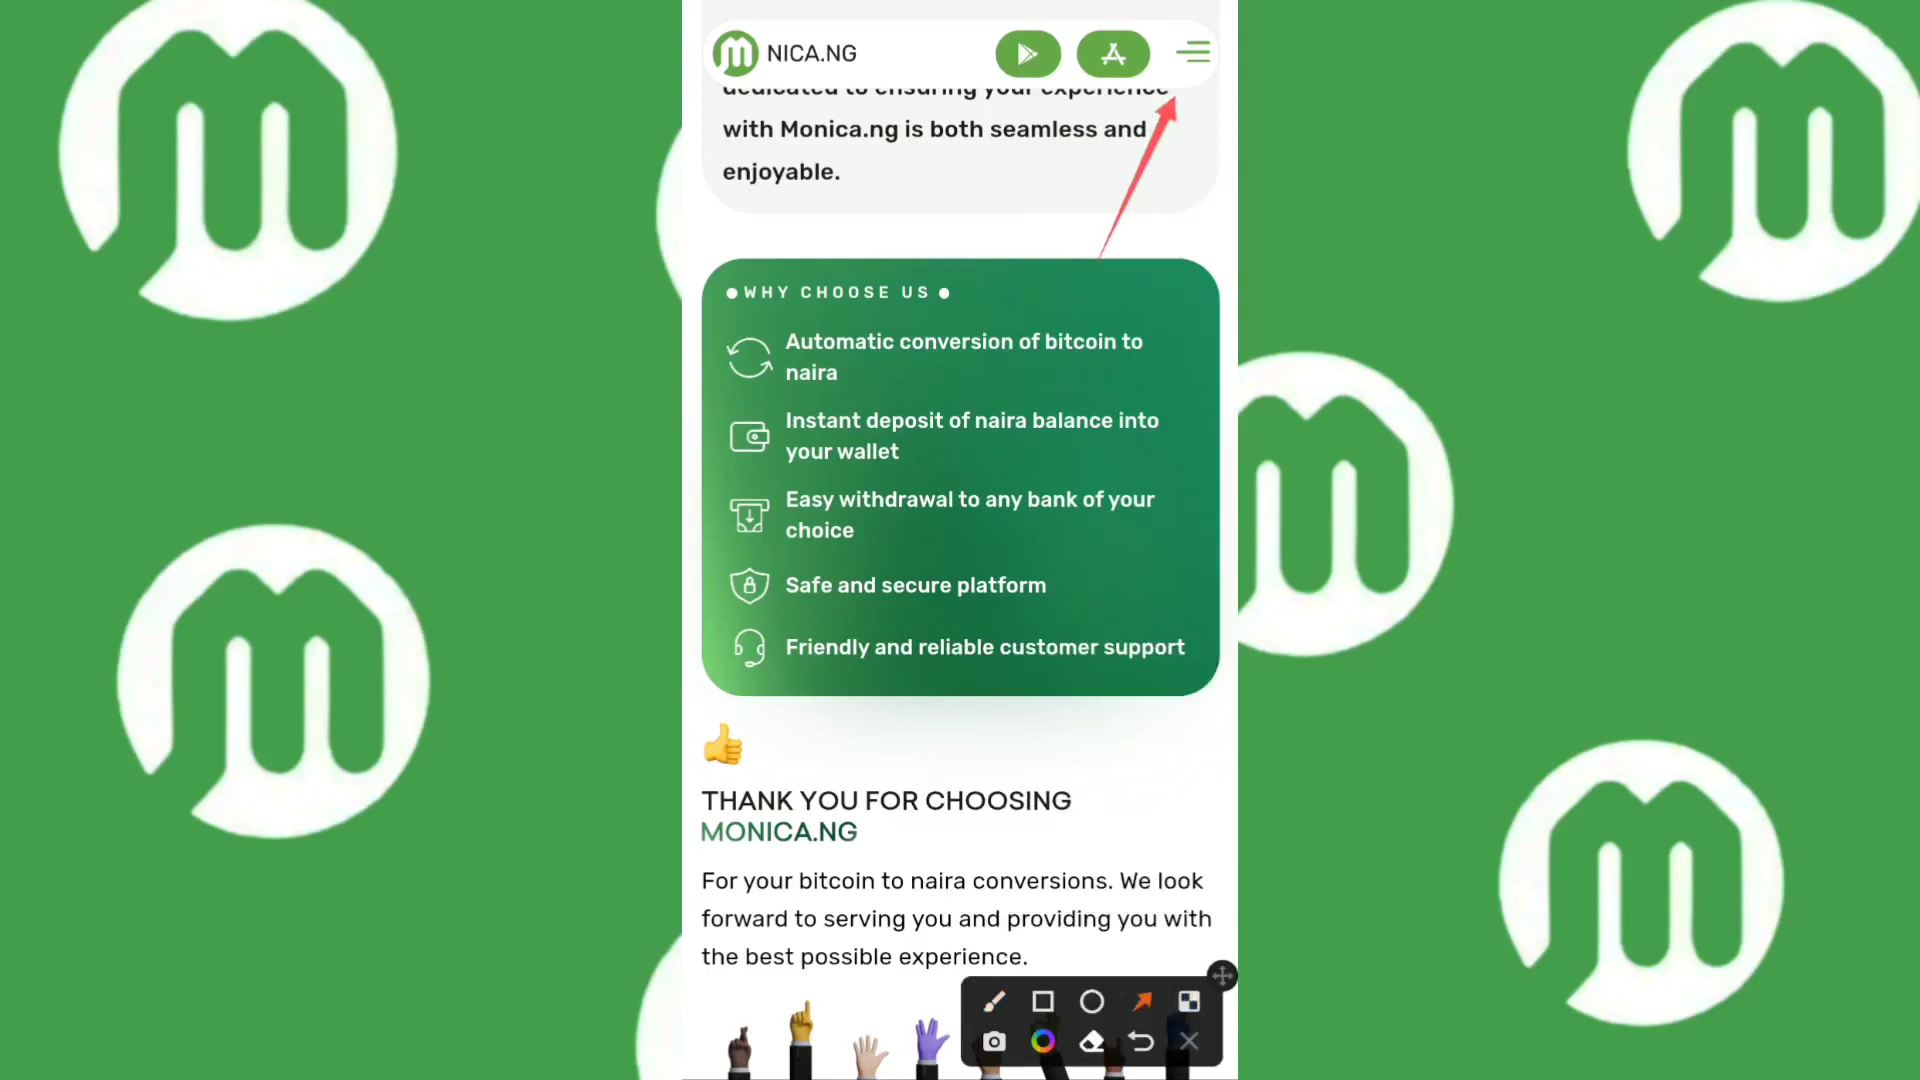 NICA.NG
dedicated to ensuring your experience
with Monica.ng is both seamless and
enjoyable.
WHY CHOOSE US
Automatic conversion of bitcoin to
naira
Instant deposit of naira balance into
your wallet
Easy withdrawal to any bank of your
choice
Safe and secure platform
Friendly and reliable customer support
THANK YOU FOR CHOOSING
MONICA.NG
For your bitcoin to naira conversions. We look
forward to serving you and providing you with
the best possible experience.